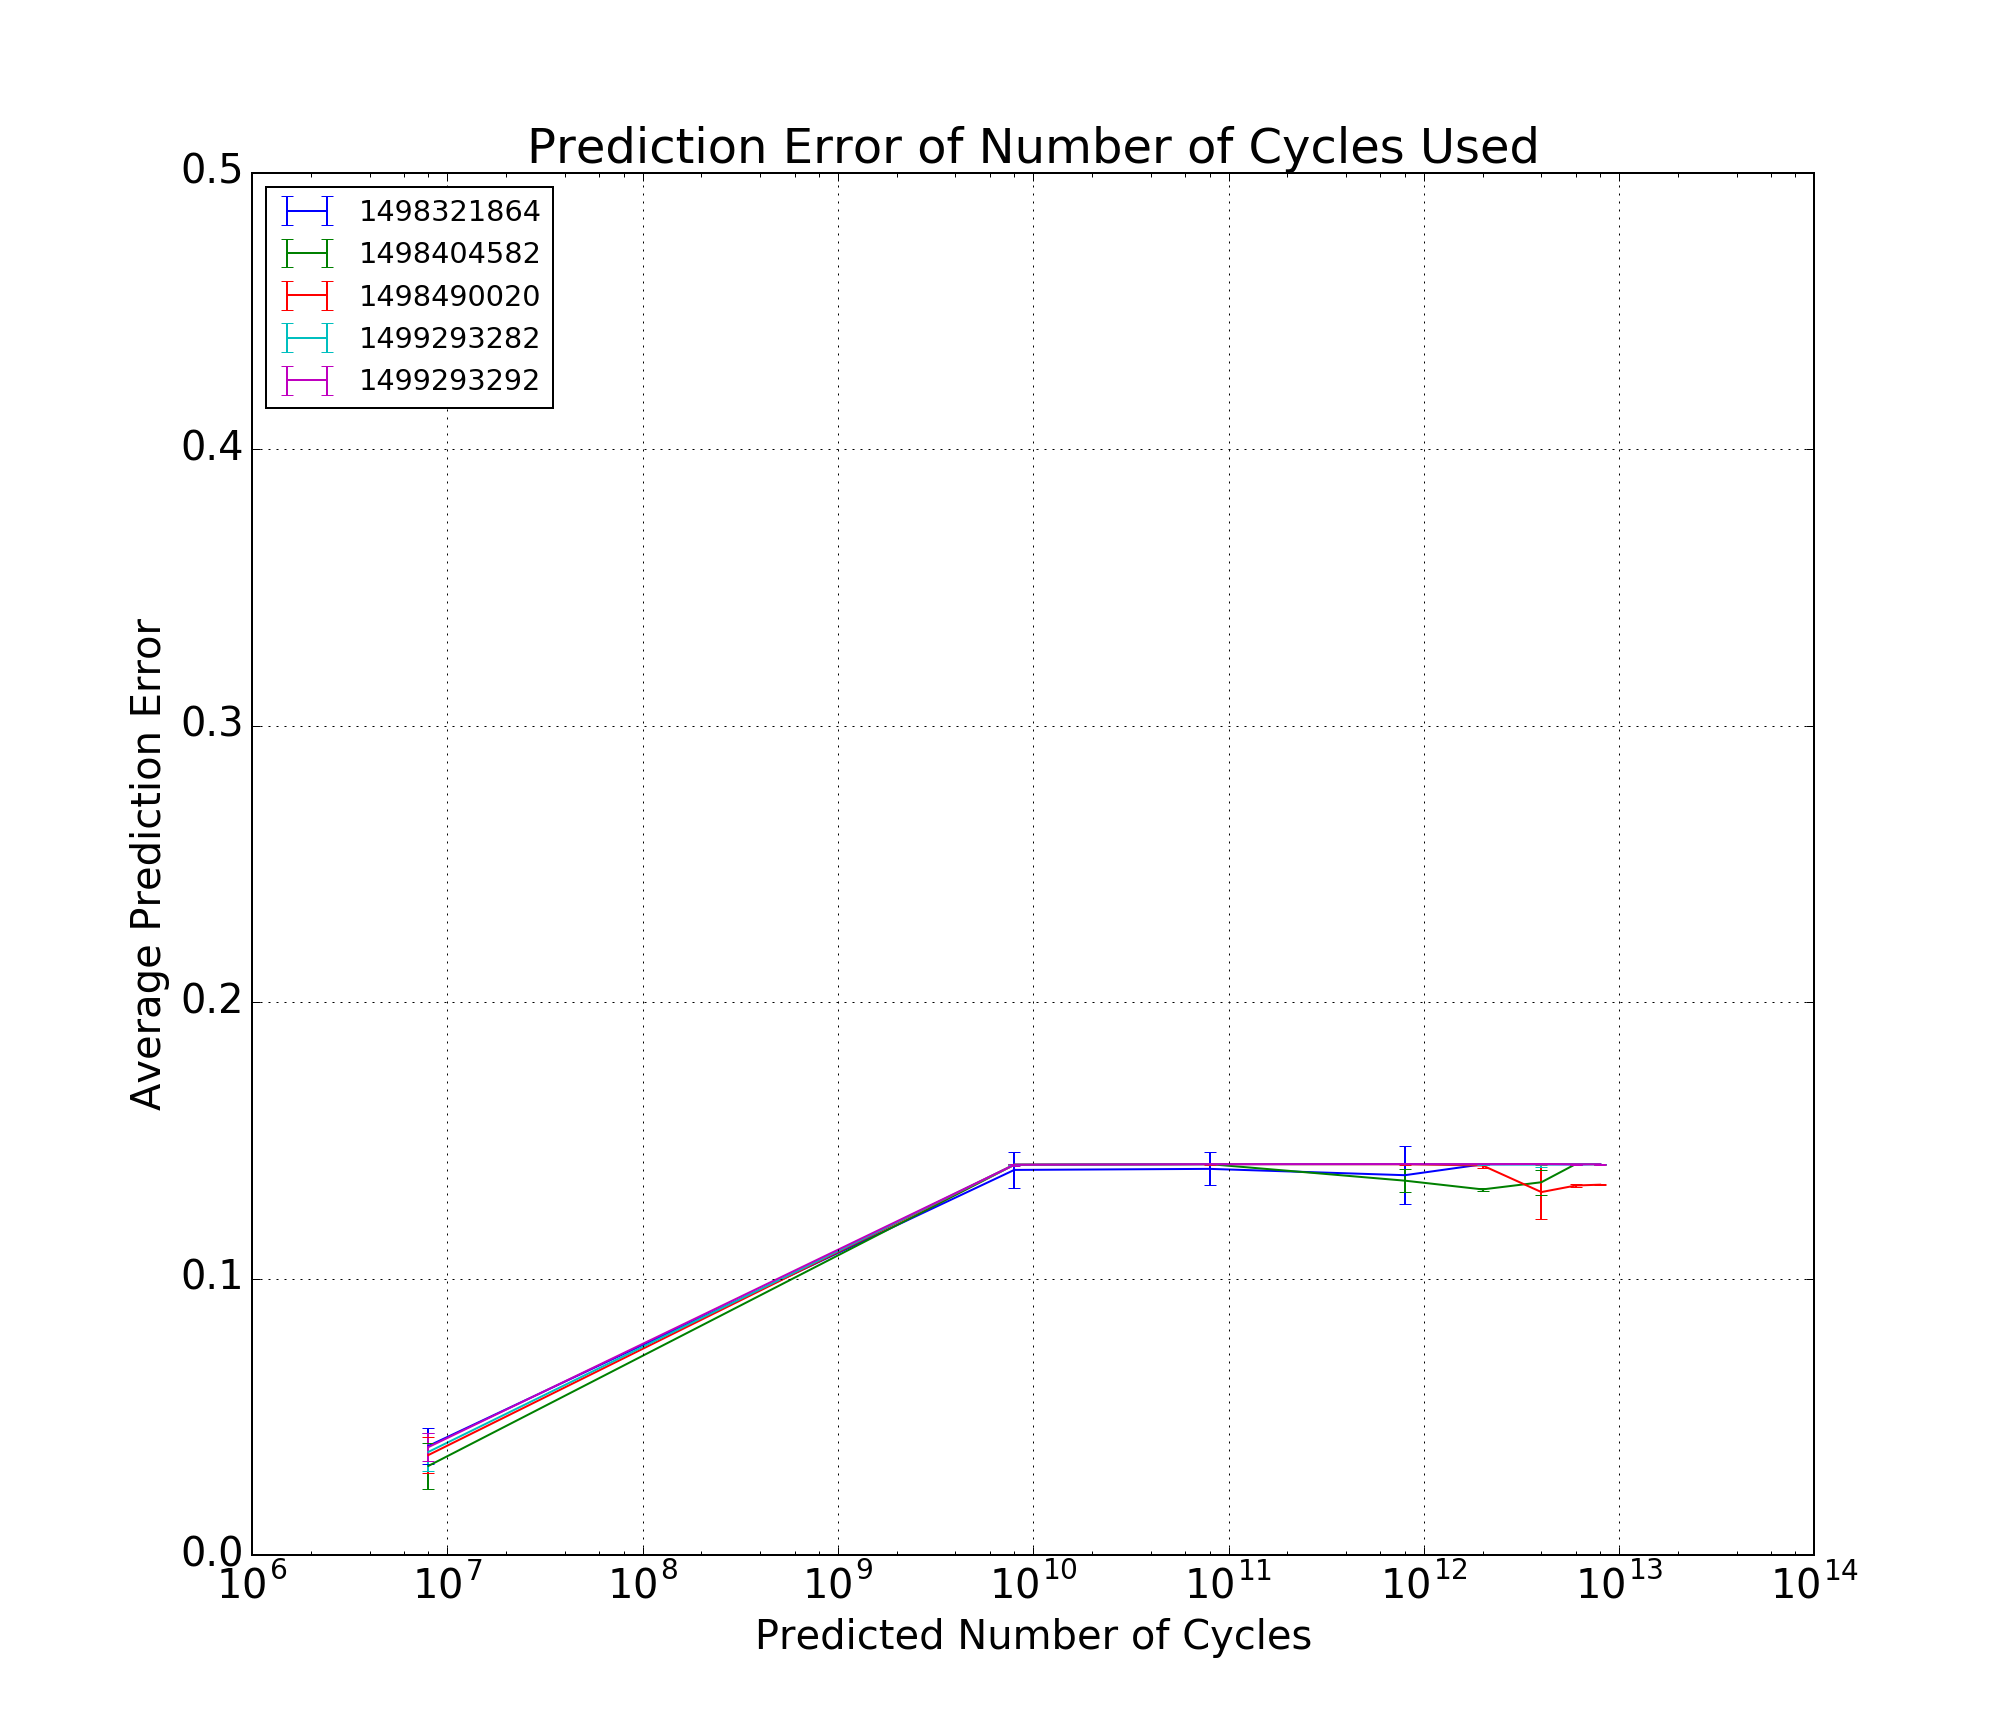 Prediction Error of Number of Cycles Used
0.5
1498321864
1498404582
1498490020
1499293282
1499293292
0.4
0.3
0.2
0.1
0.0
Average Prediction Error
10^6 10^7 10^8 10^9 10^10 10^11 10^12 10^13 10^14
Predicted Number of Cycles